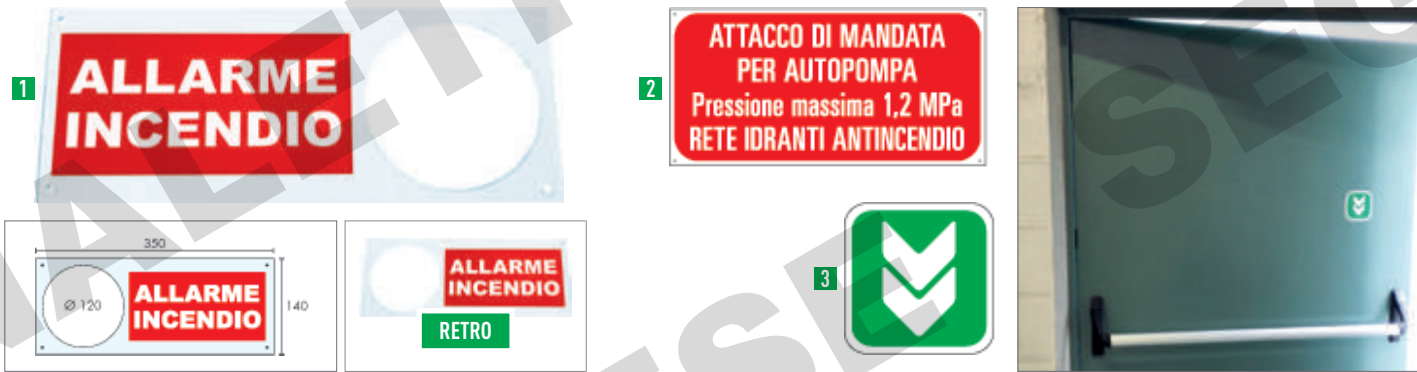 1
ALLARME
INCENDIO
2
ATTACCO DI MANDATA
PER AUTOPOMPA
Pressione massima 1,2 MPa
RETE IDRANTI ANTINCENDIO
350
Ø 120
ALLARME
INCENDIO
140
ALLARME
INCENDIO
RETRO
3